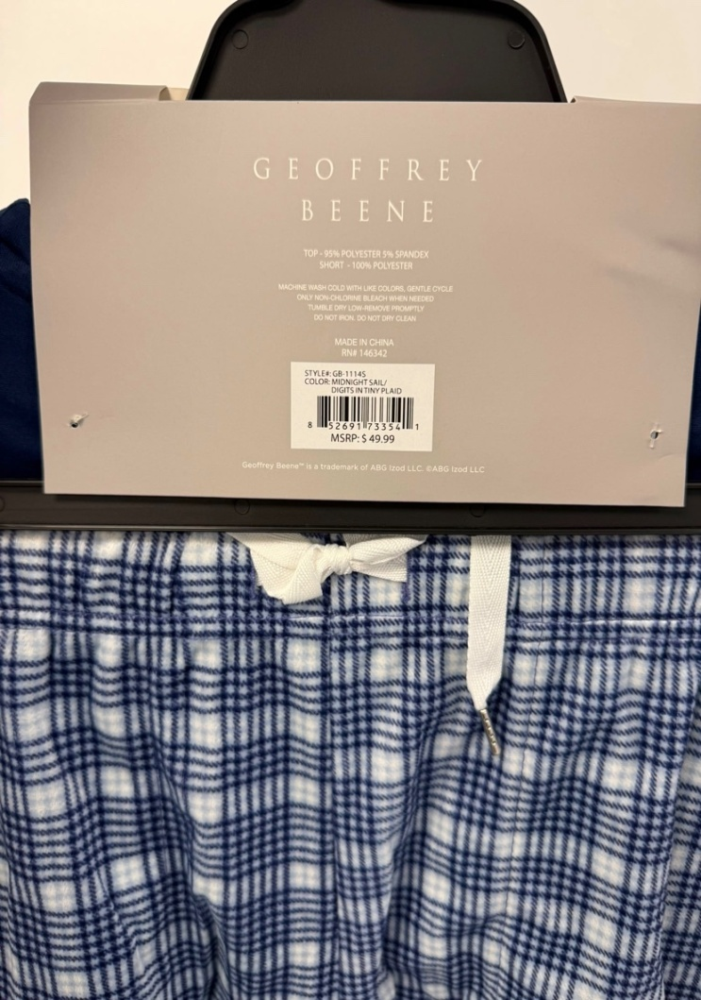 GEOFFREY
BEENE
TOP - 95% POLYESTER 5% SPANDEX
SHORT - 100% POLYESTER
MACHINE WASH COLD WITH LIKE COLORS, GENTLE CYCLE
ONLY NON-CHLORINE BLEACH WHEN NEEDED
TUMBLE DRY LOW-REMOVE PROMPTLY
DO NOT IRON. DO NOT DRY CLEAN
MADE IN CHINA
RN# 146342
STYLE#: GB-1114S
COLOR: MIDNIGHT SAIL/
DIGITS IN TINY PLAID
8 52691 73354 1
MSRP: $ 49.99
Geoffrey Beene™ is a trademark of ABG Izod LLC. ©ABG Izod LLC